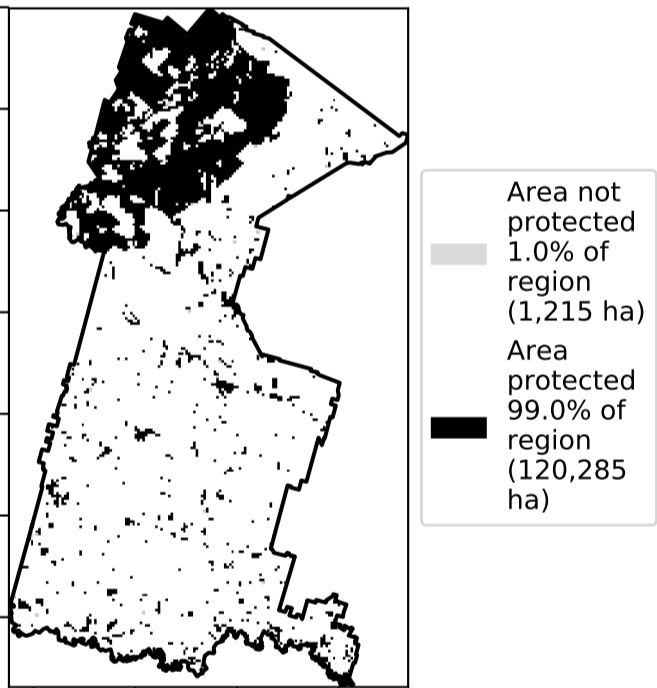 Area not
protected
1.0% of
region
(1,215 ha)
Area
protected
99.0% of
region
(120,285
ha)